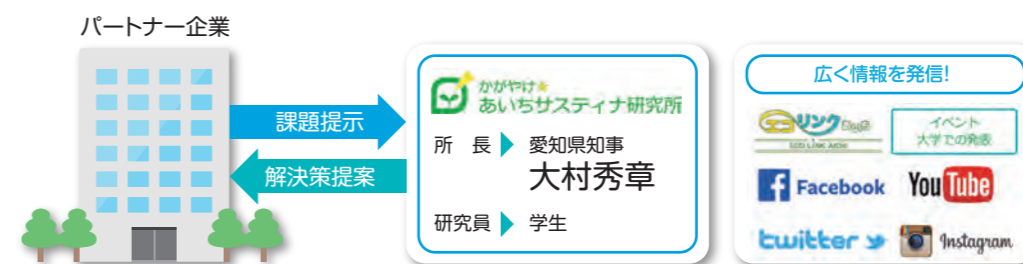 パートナー企業
課題提示
解決策提案
かがやけ★
あいちサスティナ研究所
所 長 愛知県知事
大村秀章
研究員 学生
広く情報を発信!
エコリンク
イベント
大学での発表
Facebook
YouTube
twitter
Instagram